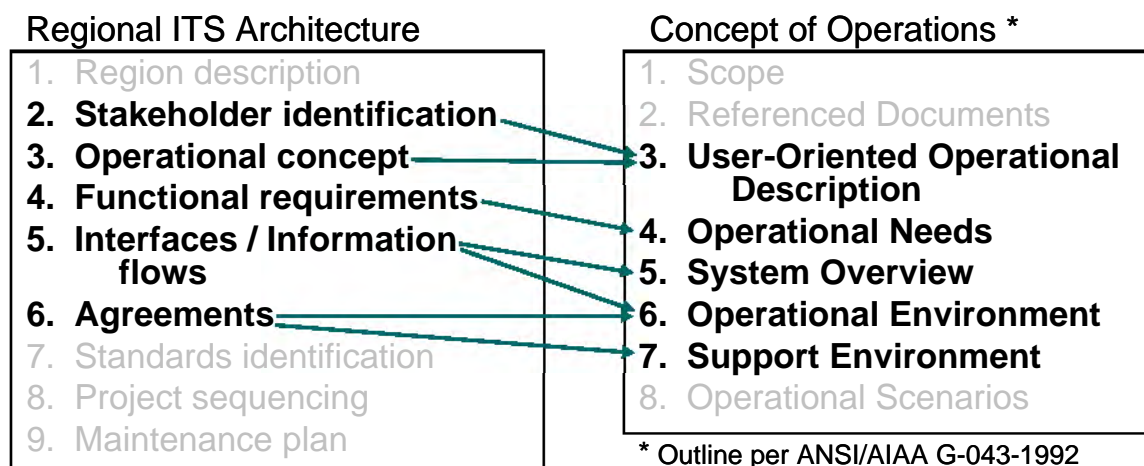 Regional ITS Architecture
1. Region description
2. Stakeholder identification
3. Operational concept
4. Functional requirements
5. Interfaces / Information
flows
6. Agreements
7. Standards identification
8. Project sequencing
9. Maintenance plan
Concept of Operations *
1. Scope
2. Referenced Documents
3. User-Oriented Operational
Description
4. Operational Needs
5. System Overview
6. Operational Environment
7. Support Environment
8. Operational Scenarios
* Outline per ANSI/AIAA G-043-1992